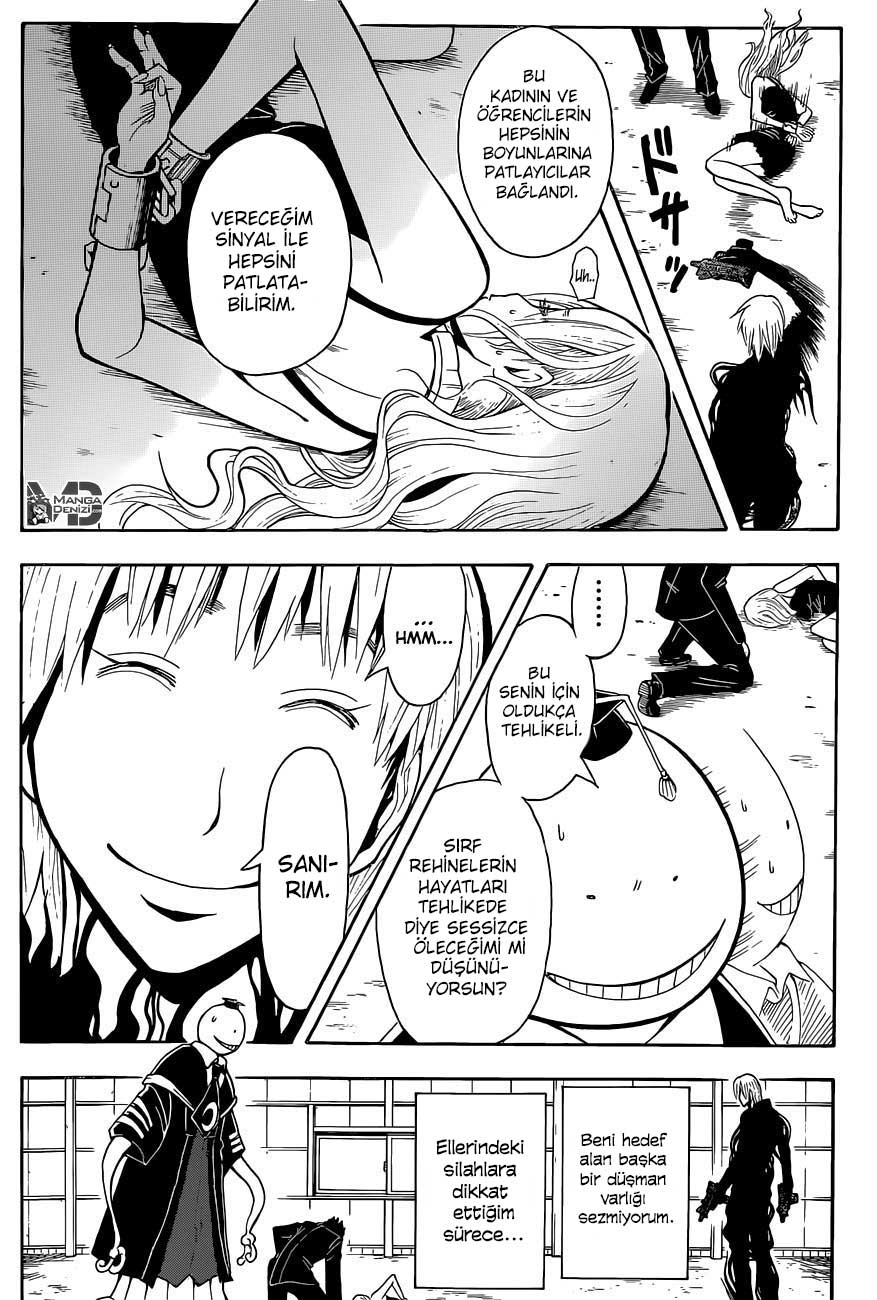 BU
KADININ VE
ÖĞRENCİLERİN
HEPSİNİN
BOYUNLARINA
PATLAYICILAR
BAĞLANDI.
ドサッ
VERECEĞİM
SİNYAL İLE
HEPSİNİ
PATLATA-
BİLİRİM.
Uh..
MANGA
DENİZİ.com
......
BU
SENİN İÇİN
OLDUKÇA
TEHLİKELİ.
SIRF
REHİNELERİN
HAYATLARI
TEHLİKEDE
DİYE SESSİZCE
ÖLECEĞİMİ Mİ
DÜŞÜNÜ-
YORSUN?
...
HMM...
SANI-
RIM.
Beni hedef
alan başka
bir düşman
varlığı
sezmiyorum.
Ellerindeki
silahlara
dikkat
ettiğim
sürece...